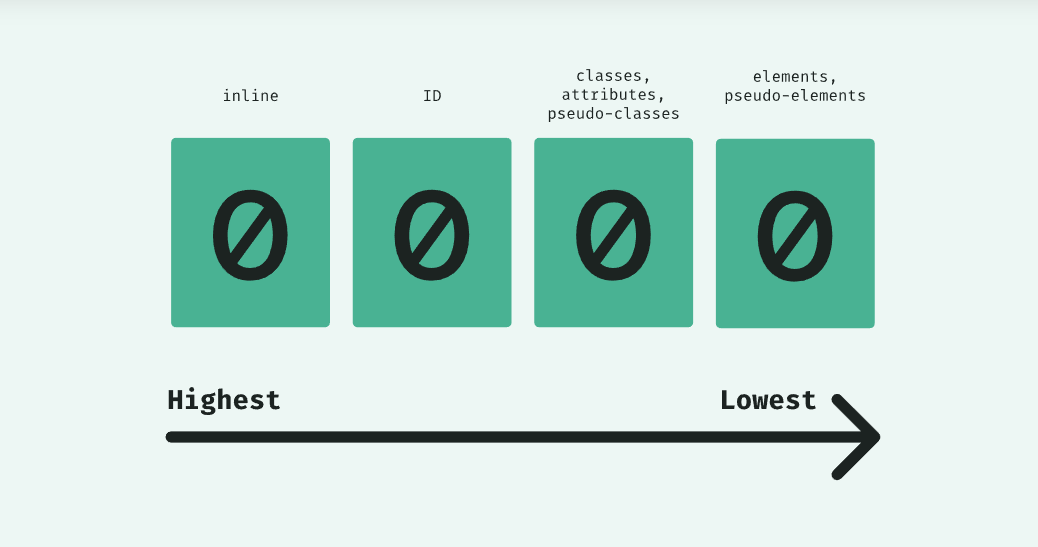 inline
ID
classes,
attributes,
pseudo-classes
elements,
pseudo-elements
0
0
0
0
Highest
Lowest